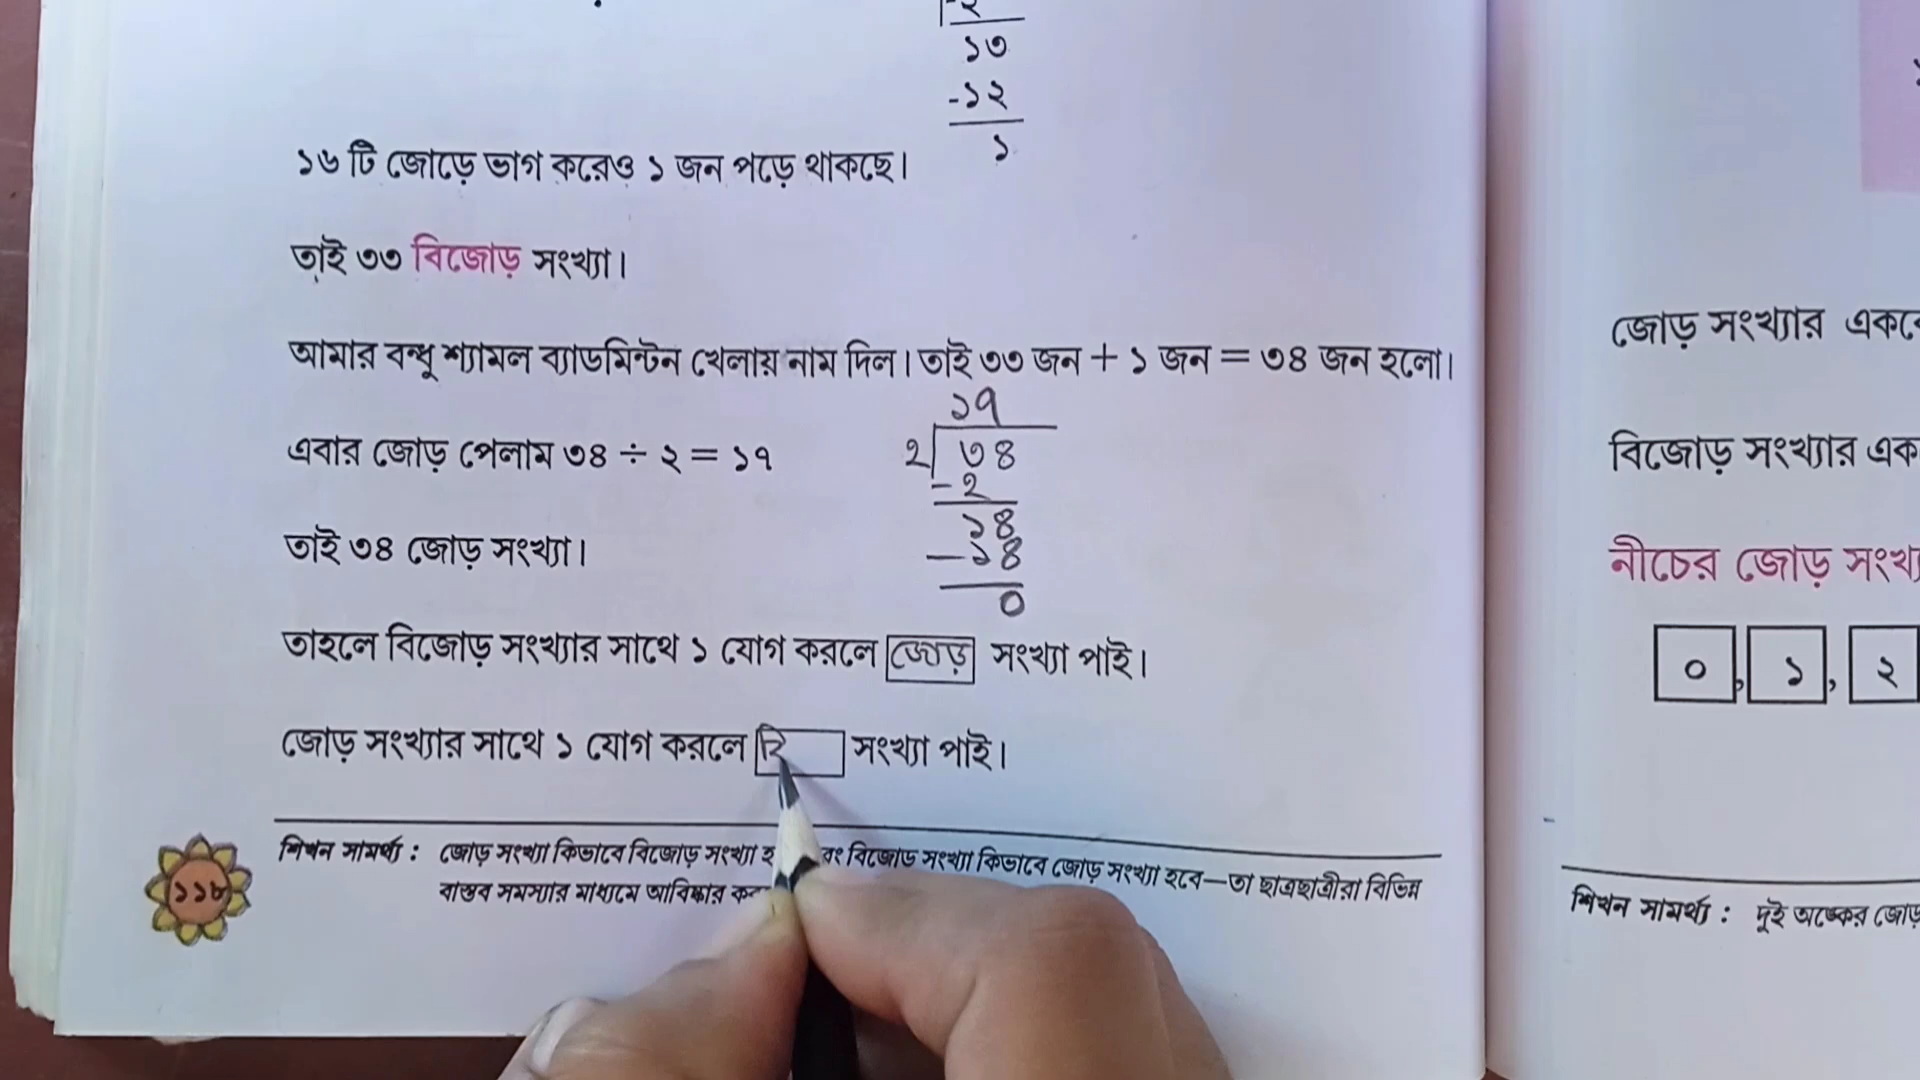 ২
১৩
-১২
১
১৬ টি জোড়ে ভাগ করেও ১ জন পড়ে থাকছে।
তাই ৩৩ বিজোড় সংখ্যা।
আমার বন্ধু শ্যামল ব্যাডমিন্টন খেলায় নাম দিল। তাই ৩৩ জন + ১ জন = ৩৪ জন হলো।
১৭
এবার জোড় পেলাম ৩৪ ÷ ২ = ১৭ ২ ৩৪
-২
১৪
তাই ৩৪ জোড় সংখ্যা। -১৪
০
তাহলে বিজোড় সংখ্যার সাথে ১ যোগ করলে জোড় সংখ্যা পাই।
জোড় সংখ্যার সাথে ১ যোগ করলে বি সংখ্যা পাই।
শিখন সামর্থ্য : জোড় সংখ্যা কিভাবে বিজোড় সংখ্যা বিজোড় সংখ্যা কিভাবে জোড় সংখ্যা হবে—তা ছাত্রছাত্রীরা বিভিন্ন
বাস্তব সমস্যার মাধ্যমে আবিষ্কার
১১৮
জোড় সংখ্যার
বিজোড় সংখ্যার
নীচের জোড়
০, ১, ২
শিখন সামর্থ্য : দুই অঙ্কের জোড়